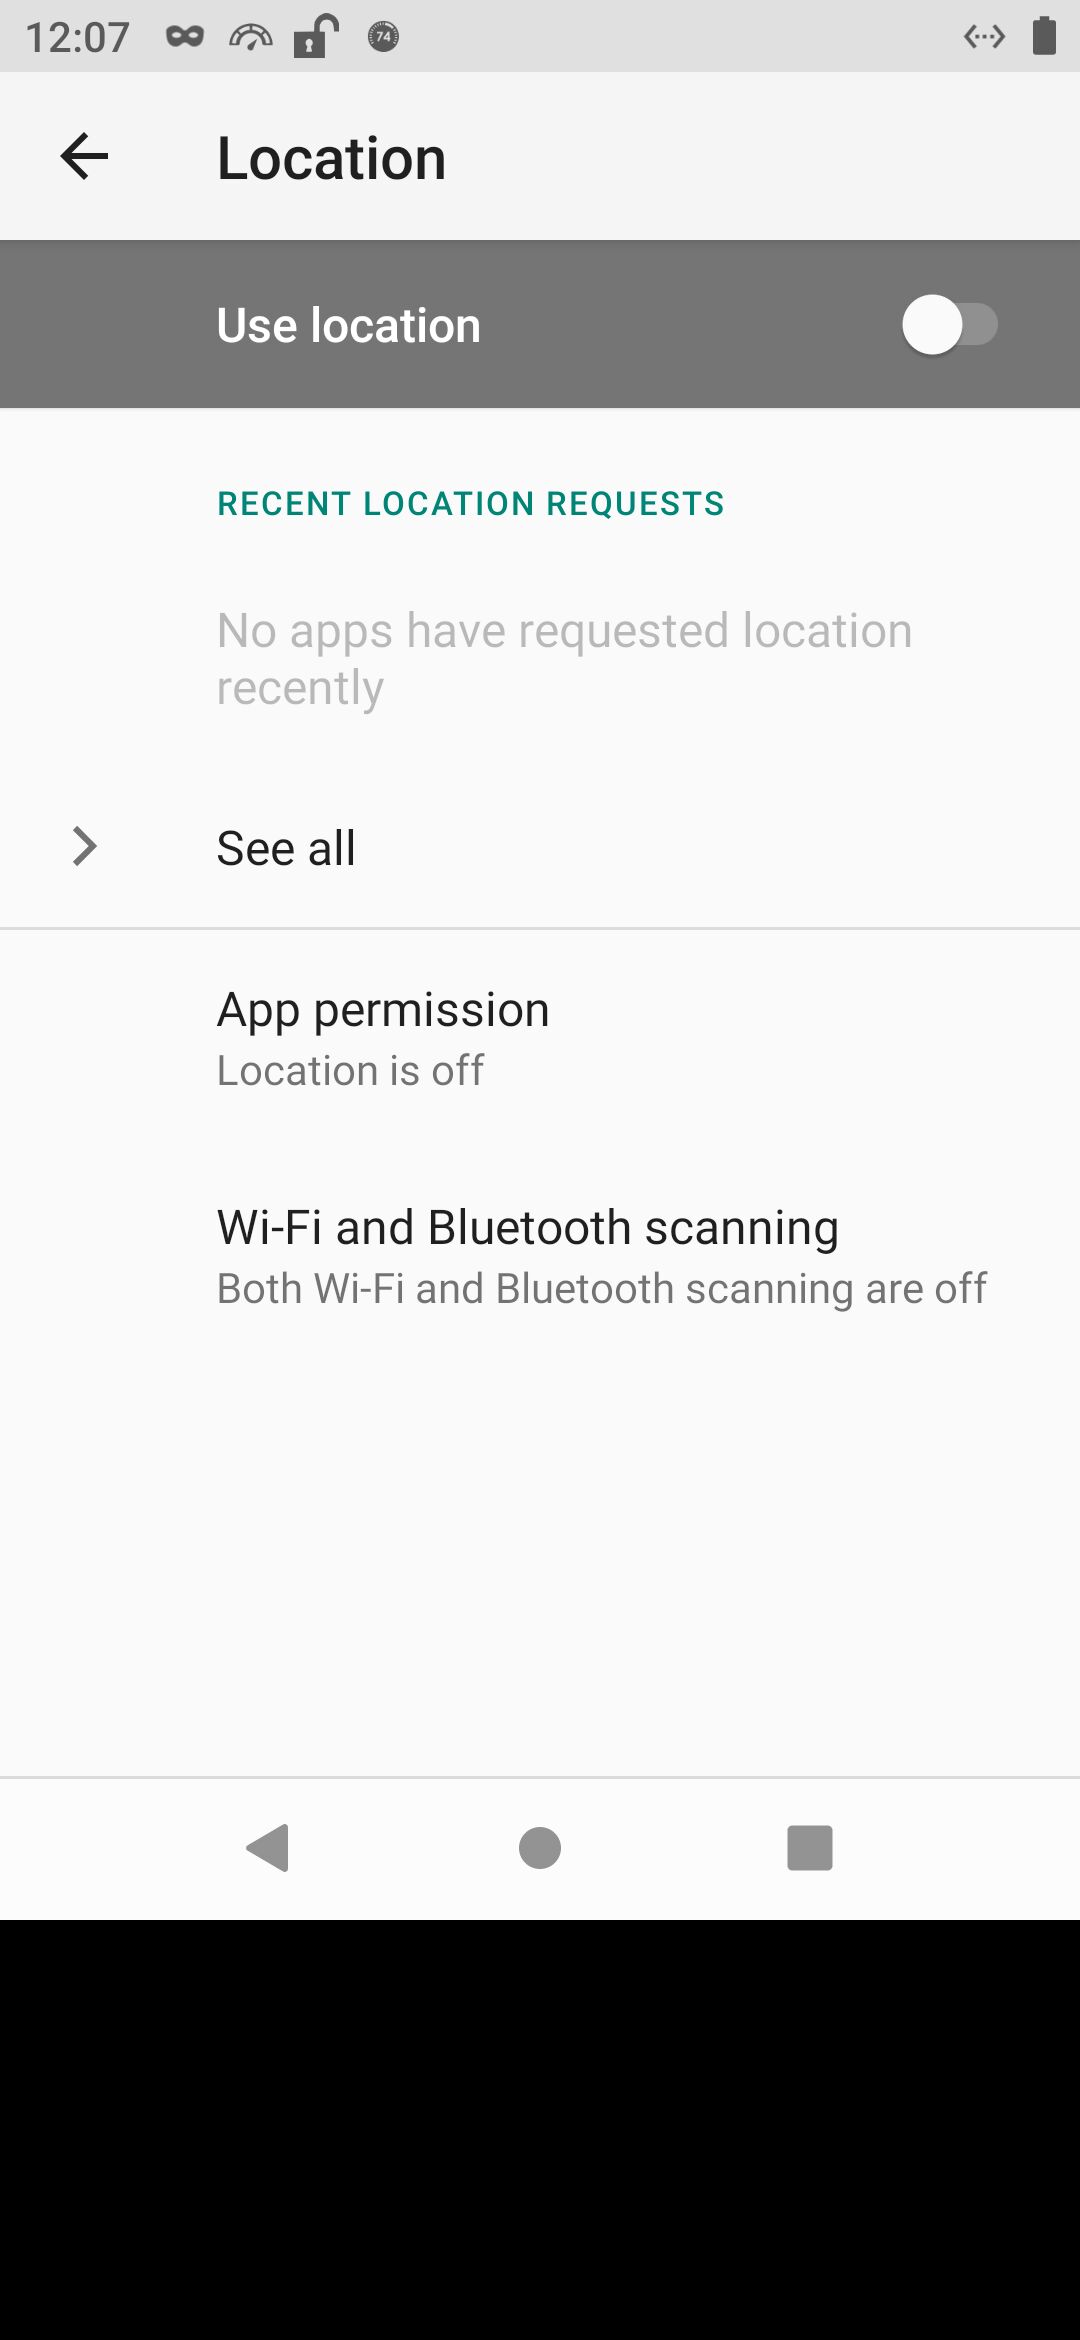 12:07
74
Location
Use location
RECENT LOCATION REQUESTS
No apps have requested location
recently
See all
App permission
Location is off
Wi-Fi and Bluetooth scanning
Both Wi-Fi and Bluetooth scanning are off